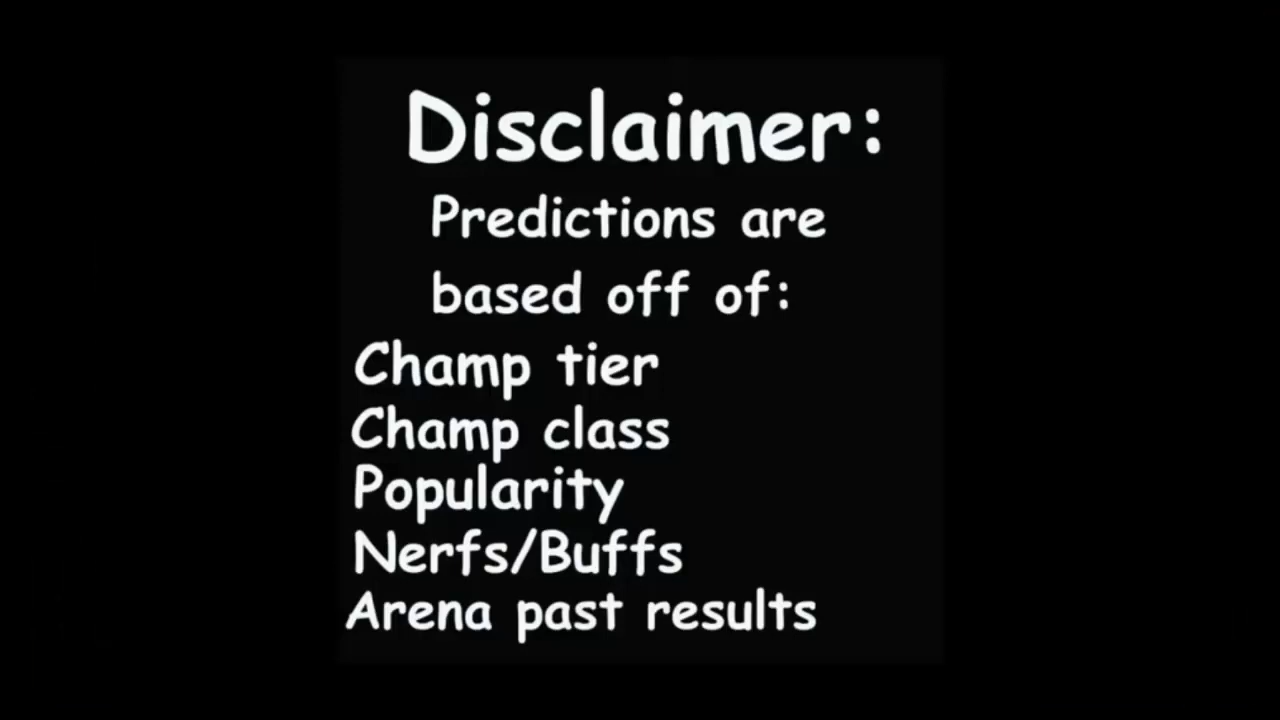 Disclaimer:
Predictions are
based off of:
Champ tier
Champ class
Popularity
Nerfs/Buffs
Arena past results